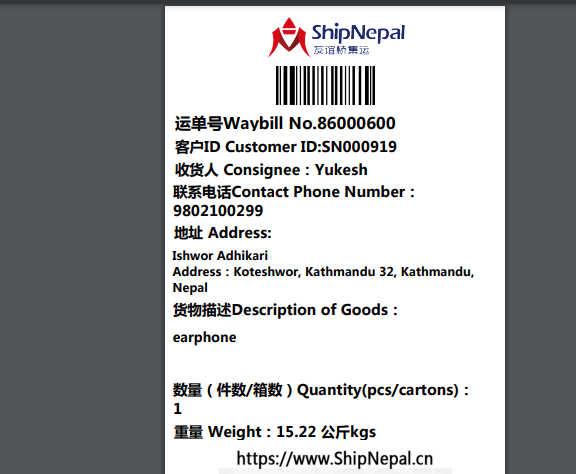 ShipNepal
友谊桥集运
运单号Waybill No.86000600
客户ID Customer ID:SN000919
收货人 Consignee：Yukesh
联系电话Contact Phone Number：
9802100299
地址 Address:
Ishwor Adhikari
Address：Koteshwor, Kathmandu 32, Kathmandu,
Nepal
货物描述Description of Goods：
earphone
数量（件数/箱数）Quantity(pcs/cartons)：
1
重量 Weight：15.22 公斤kgs
https://www.ShipNepal.cn